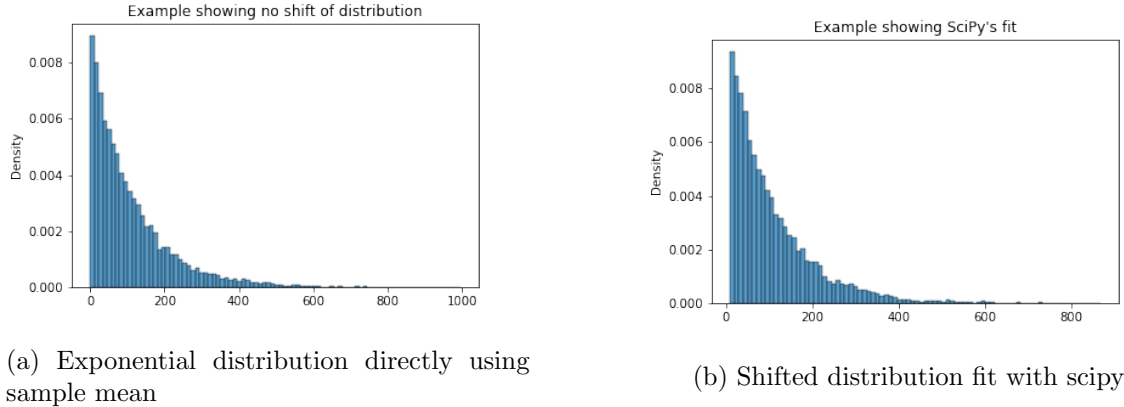 Example showing no shift of distribution
Density
0.008
0.006
0.004
0.002
0.000
0 200 400 600 800 1000
(a) Exponential distribution directly using
sample mean
Example showing SciPy's fit
Density
0.008
0.006
0.004
0.002
0.000
0 200 400 600 800
(b) Shifted distribution fit with scipy